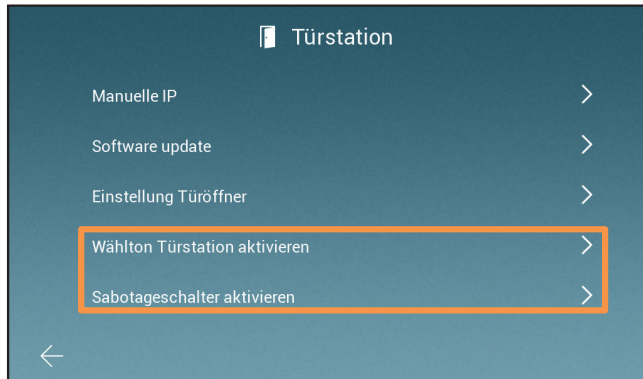 Türstation
Manuelle IP
Software update
Einstellung Türöffner
Wählton Türstation aktivieren
Sabotageschalter aktivieren